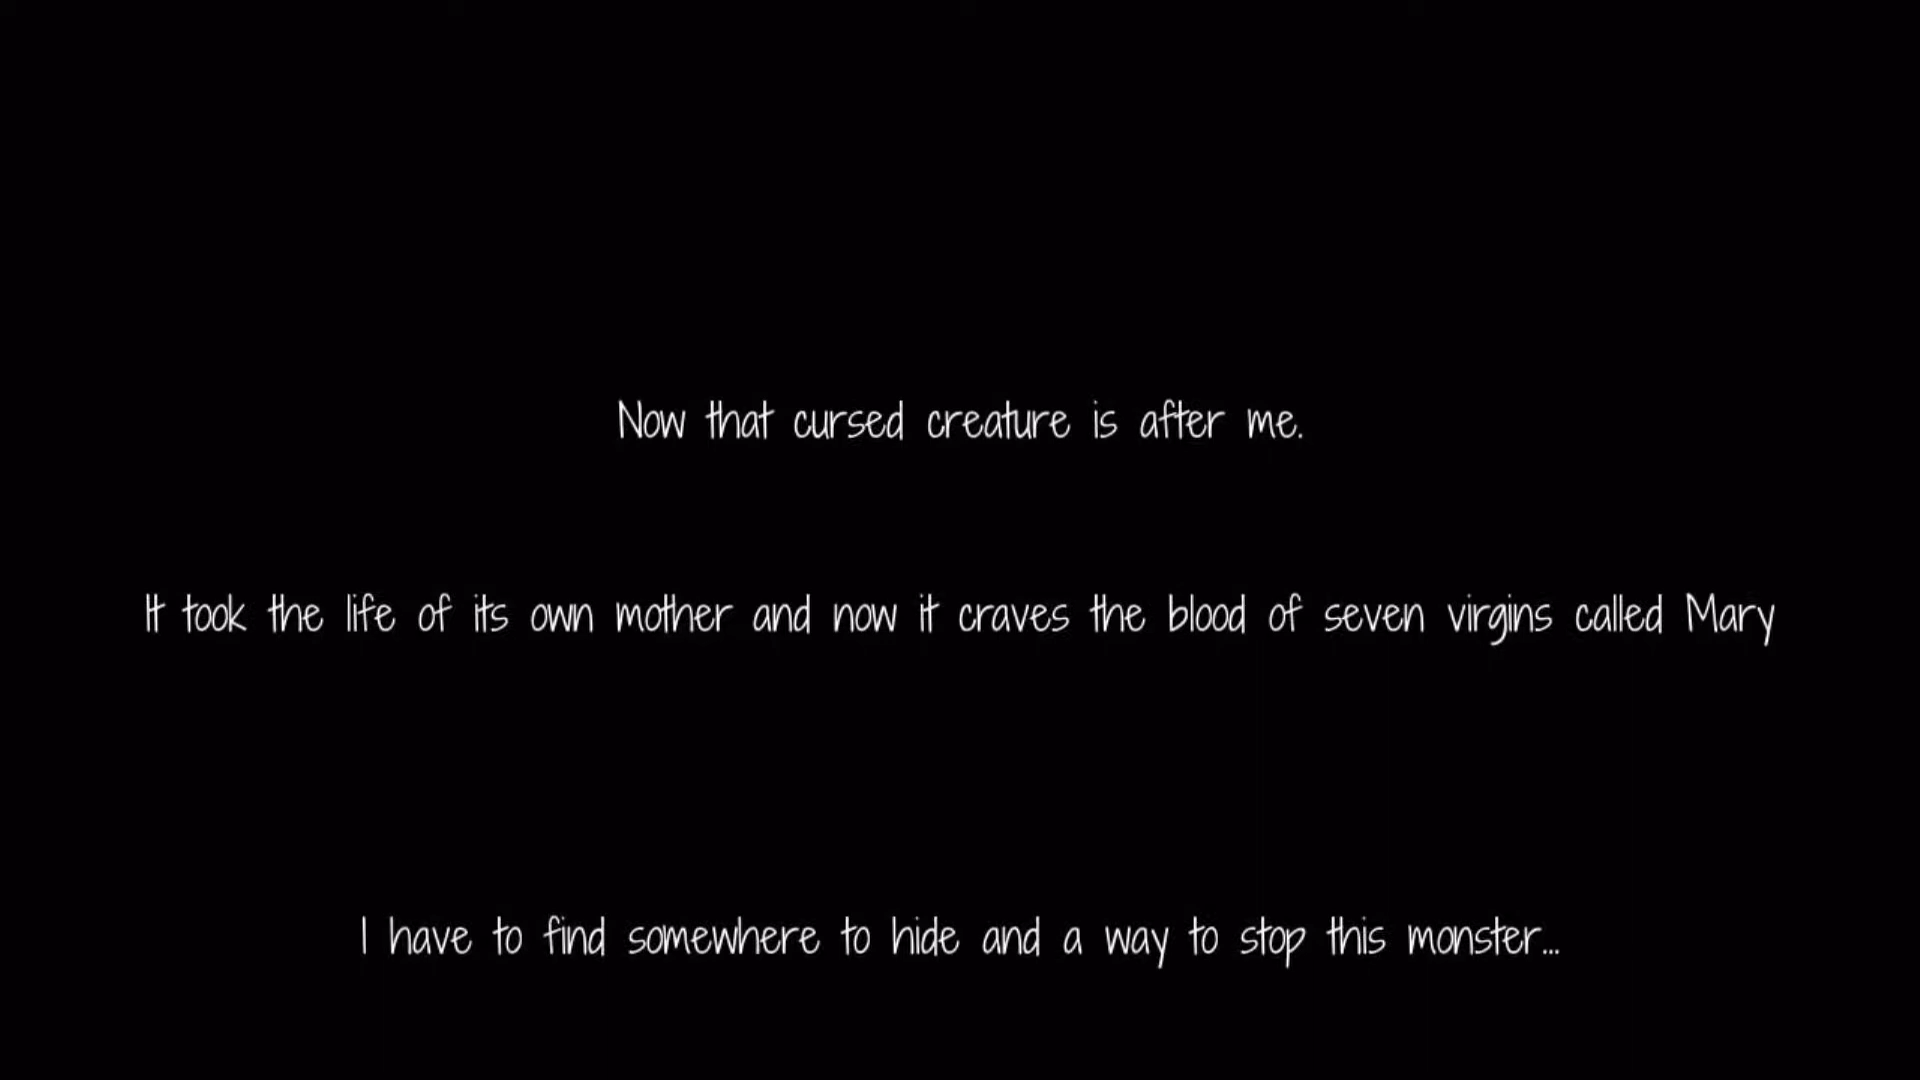 Now that cursed creature is after me.
It took the life of its own mother and now it craves the blood of seven virgins called Mary
I have to find somewhere to hide and a way to stop this monster...